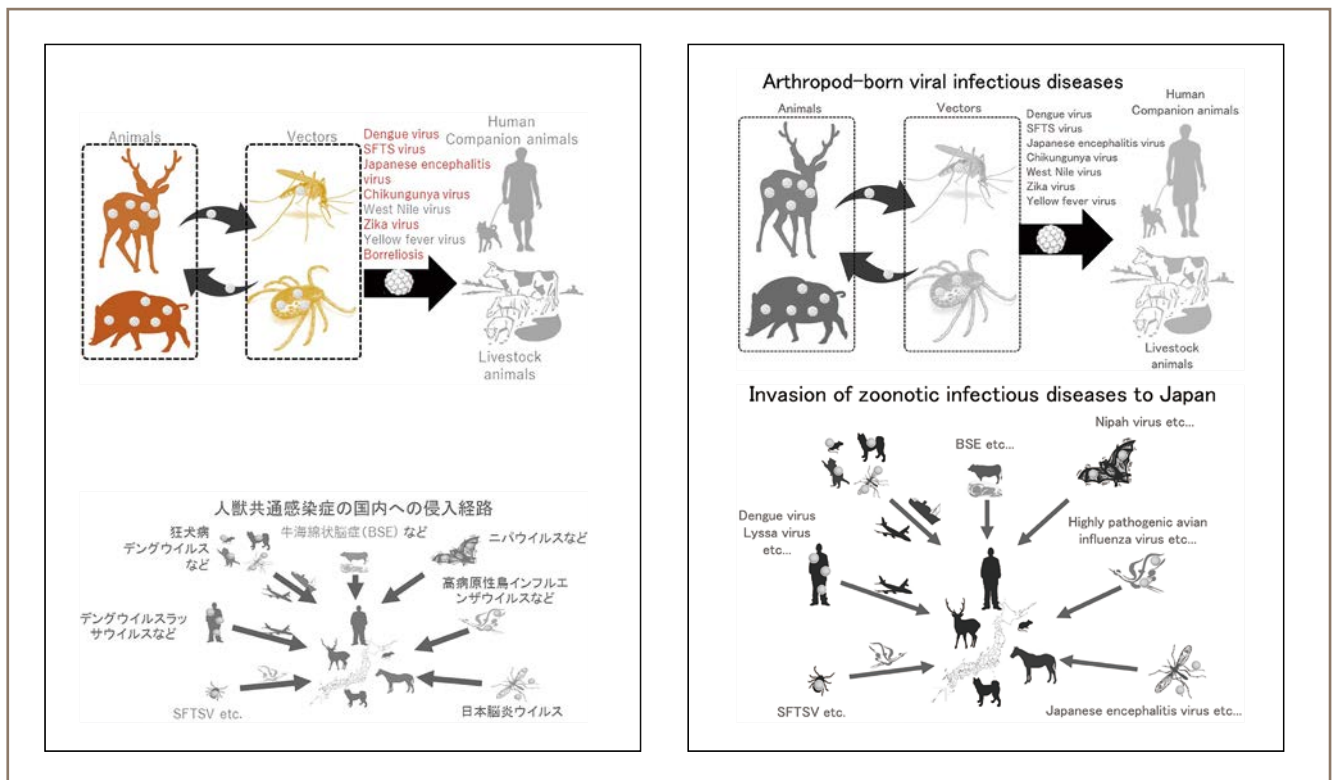 Animals
Vectors
Dengue virus
SFTS virus
Japanese encephalitis
virus
Chikungunya virus
West Nile virus
Zika virus
Yellow fever virus
Borreliosis
Human
Companion animals
Livestock
animals
人獣共通感染症の国内への侵入経路
狂犬病
デングウイルス
など
牛海綿状脳症(BSE) など
ニパウイルスなど
高病原性鳥インフルエ
ンザウイルスなど
デングウイルスラッ
サウイルスなど
SFTSV etc.
日本脳炎ウイルス
Arthropod-born viral infectious diseases
Animals
Vectors
Dengue virus
SFTS virus
Japanese encephalitis virus
Chikungunya virus
West Nile virus
Zika virus
Yellow fever virus
Human
Companion animals
Livestock
animals
Invasion of zoonotic infectious diseases to Japan
BSE etc...
Nipah virus etc...
Dengue virus
Lyssa virus
etc...
Highly pathogenic avian
influenza virus etc...
SFTSV etc.
Japanese encephalitis virus etc...